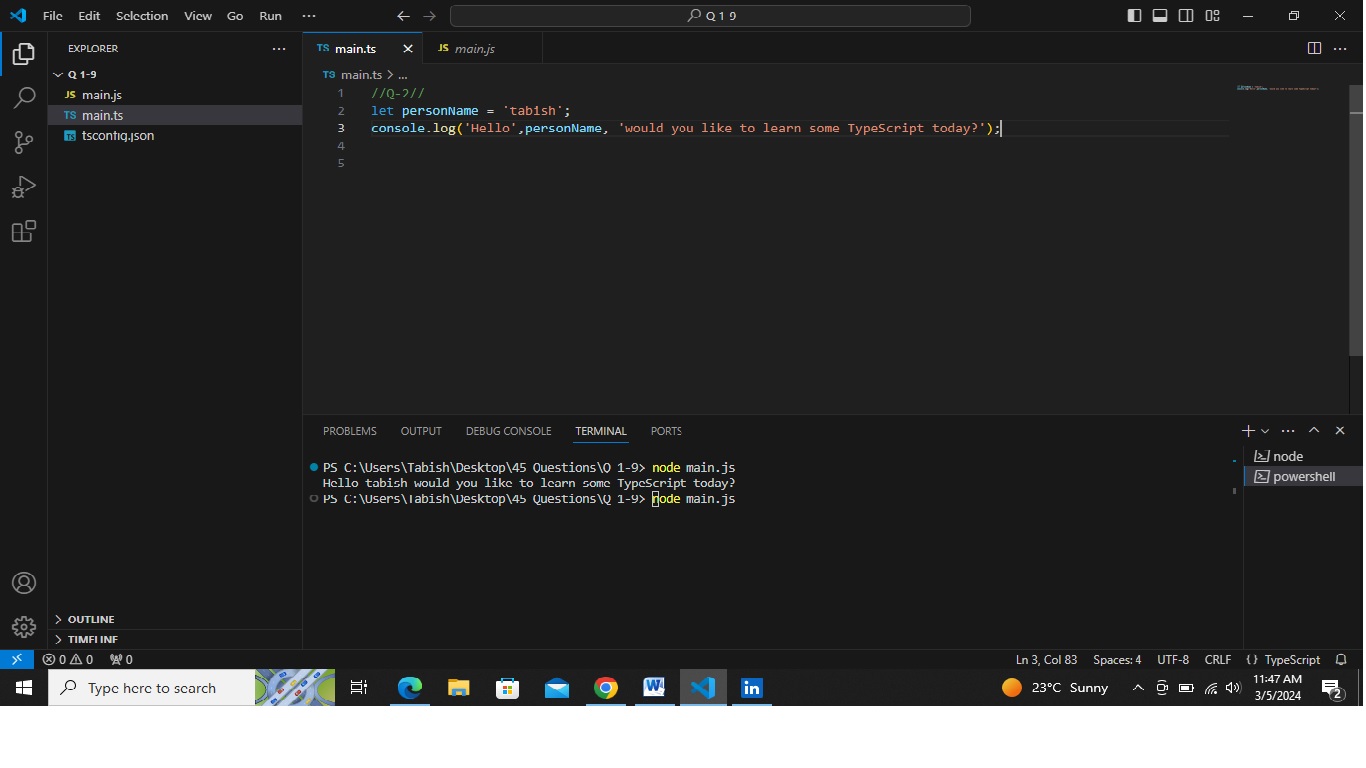 File Edit Selection View Go Run ··· Q 1-9
EXPLORER ···
Q 1-9
JS main.js
TS main.ts
tsconfig.json
OUTLINE
TIMELINE
TS main.ts JS main.js
TS main.ts > ...
1 //Q-2//
2 let personName = `tabish`;
3 console.log('Hello',personName, 'would you like to learn some TypeScript today?');
4
5
PROBLEMS OUTPUT DEBUG CONSOLE TERMINAL PORTS
PS C:\Users\Tabish\Desktop\45 Questions\Q 1-9> node main.js
Hello tabish would you like to learn some TypeScript today?
PS C:\Users\Tabish\Desktop\45 Questions\Q 1-9> node main.js
node
powershell
0 0 0 Ln 3, Col 83 Spaces: 4 UTF-8 CRLF {} TypeScript
Type here to search 23°C Sunny 11:47 AM
3/5/2024
2